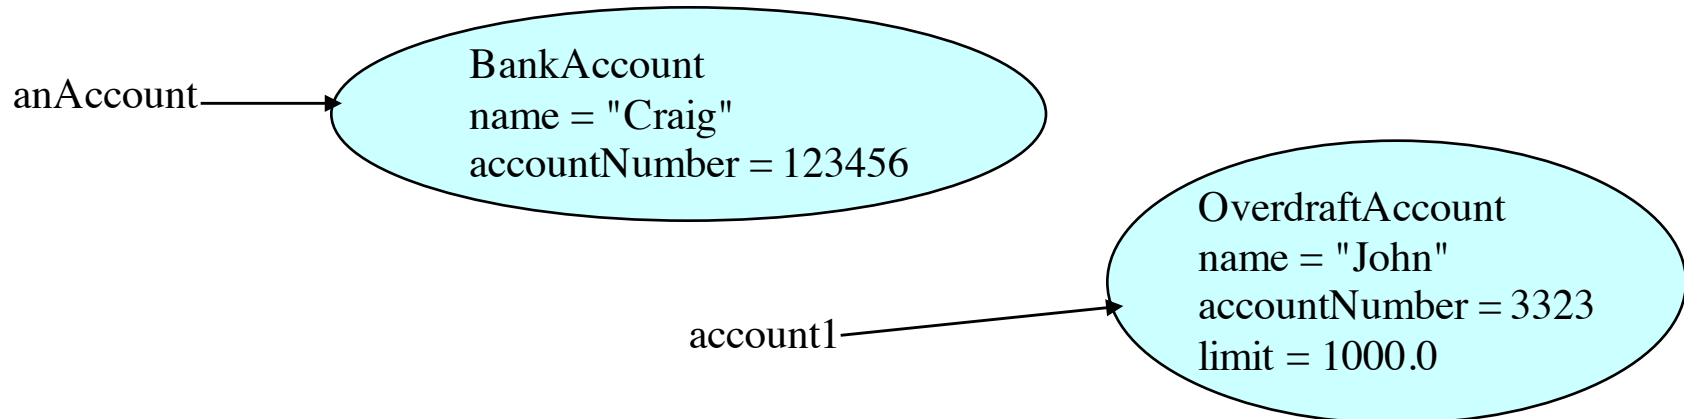 anAccount
BankAccount
name = "Craig"
accountNumber = 123456
OverdraftAccount
name = "John"
accountNumber = 3323
limit = 1000.0
account1